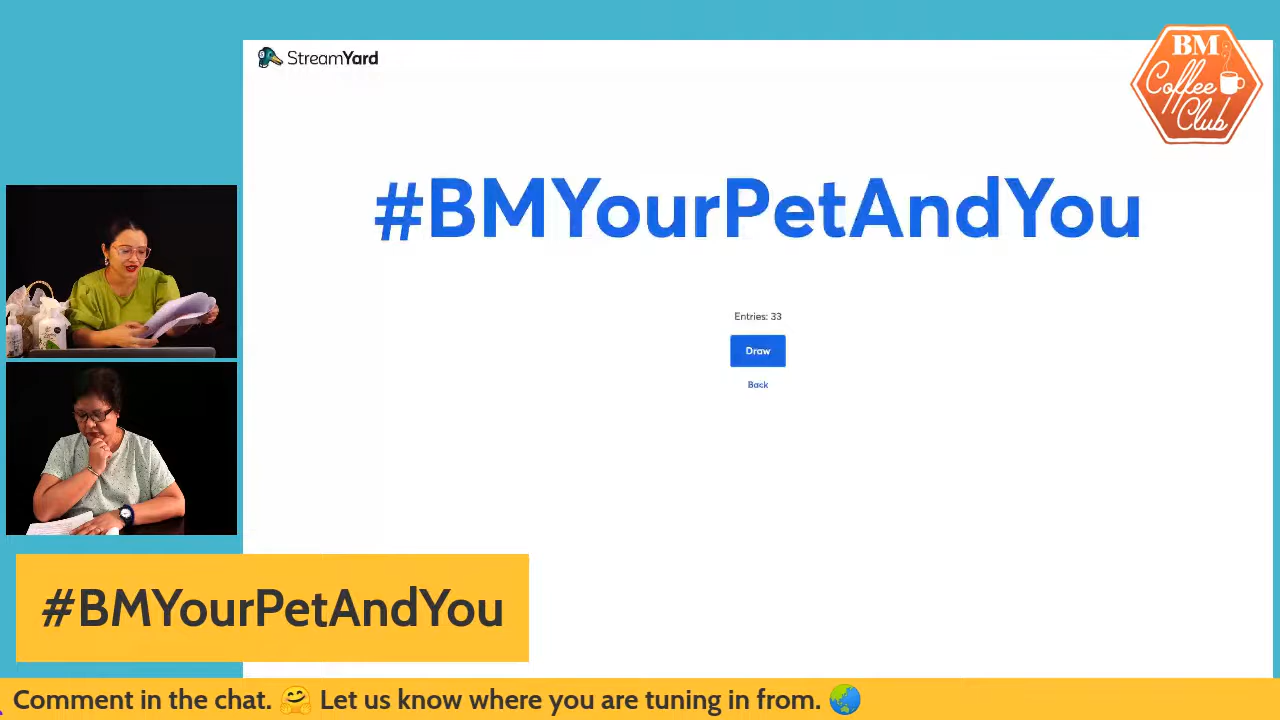 StreamYard
BM
Coffee
Club
#BMYourPetAndYou
Entries: 33
Draw
Back
#BMYourPetAndYou
Comment in the chat. 🤗 Let us know where you are tuning in from. 🌏